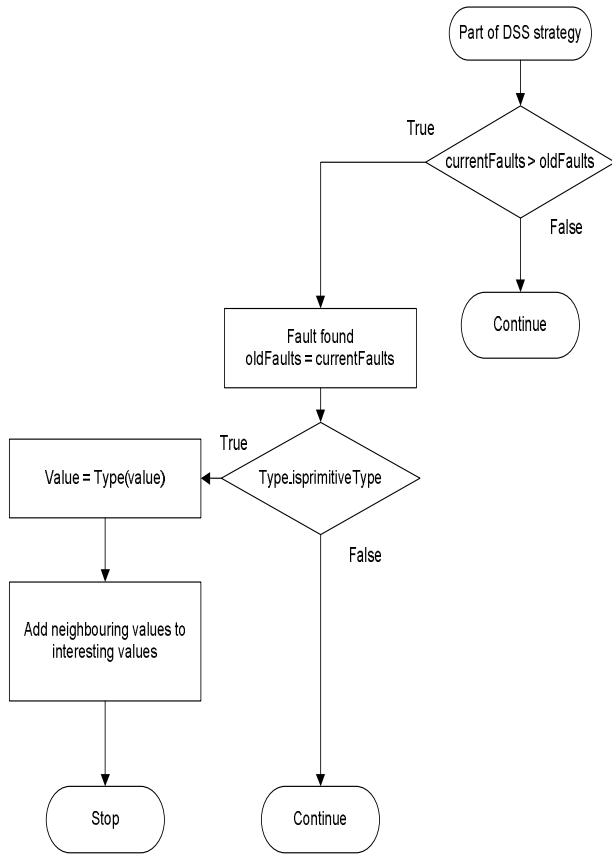 Part of DSS strategy
True
currentFaults > oldFaults
False
Continue
Fault found
oldFaults = currentFaults
True
Value = Type(value)
Type.isprimitiveType
False
Add neighbouring values to
interesting values
Stop
Continue